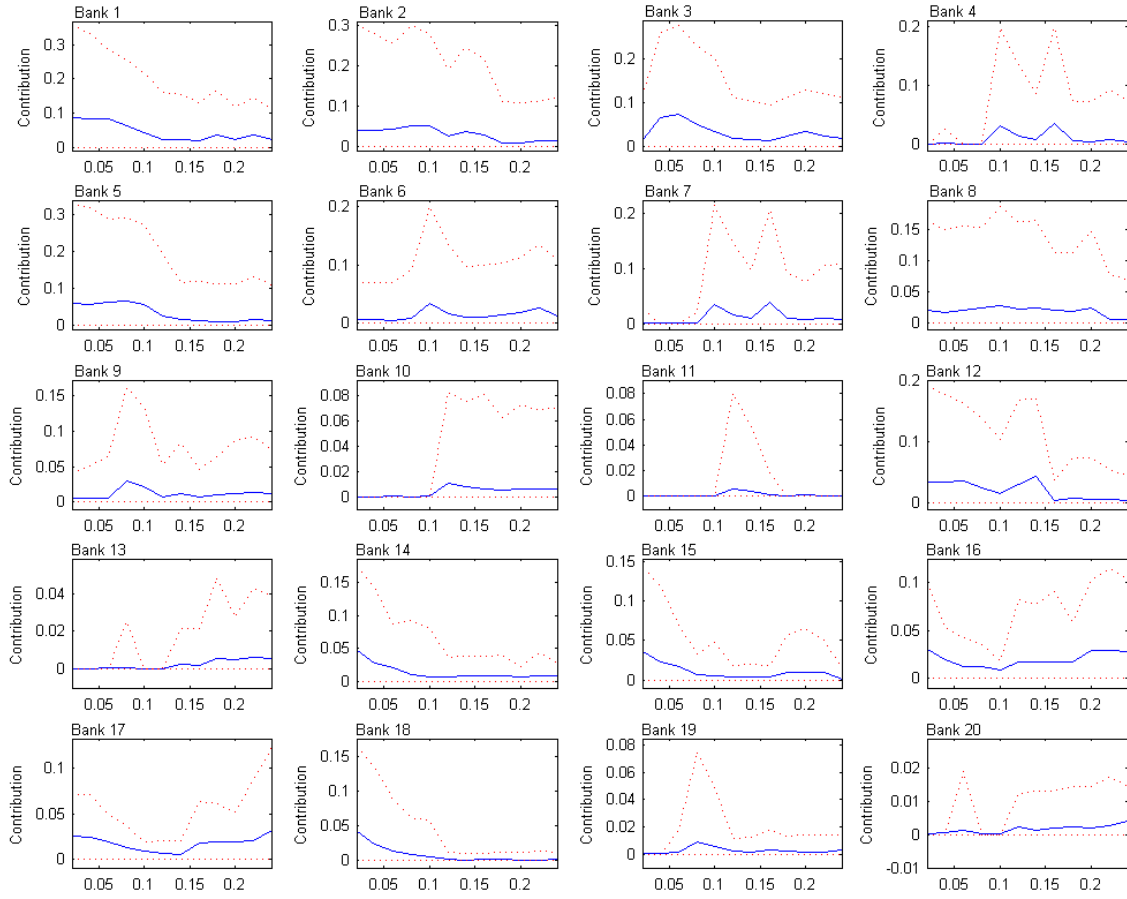 Bank 1 Bank 2 Bank 3 Bank 4
Contribution Contribution Contribution Contribution
0.3 0.3 0.2 0.2
0.2 0.2 0.1 0.1
0.1 0.1 0 0
0 0
0.05 0.1 0.15 0.2 0.05 0.1 0.15 0.2 0.05 0.1 0.15 0.2 0.05 0.1 0.15 0.2
Bank 5 Bank 6 Bank 7 Bank 8
Contribution Contribution Contribution Contribution
0.3 0.2 0.2 0.15
0.2 0.1 0.1 0.1
0.1 0 0 0.05
0 0
0.05 0.1 0.15 0.2 0.05 0.1 0.15 0.2 0.05 0.1 0.15 0.2 0.05 0.1 0.15 0.2
Bank 9 Bank 10 Bank 11 Bank 12
Contribution Contribution Contribution Contribution
0.15 0.08 0.08 0.2
0.1 0.06 0.06 0.1
0.05 0.04 0.04 0
0 0.02 0.02
0 0
0.05 0.1 0.15 0.2 0.05 0.1 0.15 0.2 0.05 0.1 0.15 0.2 0.05 0.1 0.15 0.2
Bank 13 Bank 14 Bank 15 Bank 16
Contribution Contribution Contribution Contribution
0.04 0.15 0.15 0.1
0.02 0.1 0.1 0.05
0 0.05 0.05 0
0 0
0.05 0.1 0.15 0.2 0.05 0.1 0.15 0.2 0.05 0.1 0.15 0.2 0.05 0.1 0.15 0.2
Bank 17 Bank 18 Bank 19 Bank 20
Contribution Contribution Contribution Contribution
0.1 0.15 0.08 0.02
0.05 0.1 0.06 0.01
0 0.05 0.04 0
0 0.02 -0.01
0
0.05 0.1 0.15 0.2 0.05 0.1 0.15 0.2 0.05 0.1 0.15 0.2 0.05 0.1 0.15 0.2